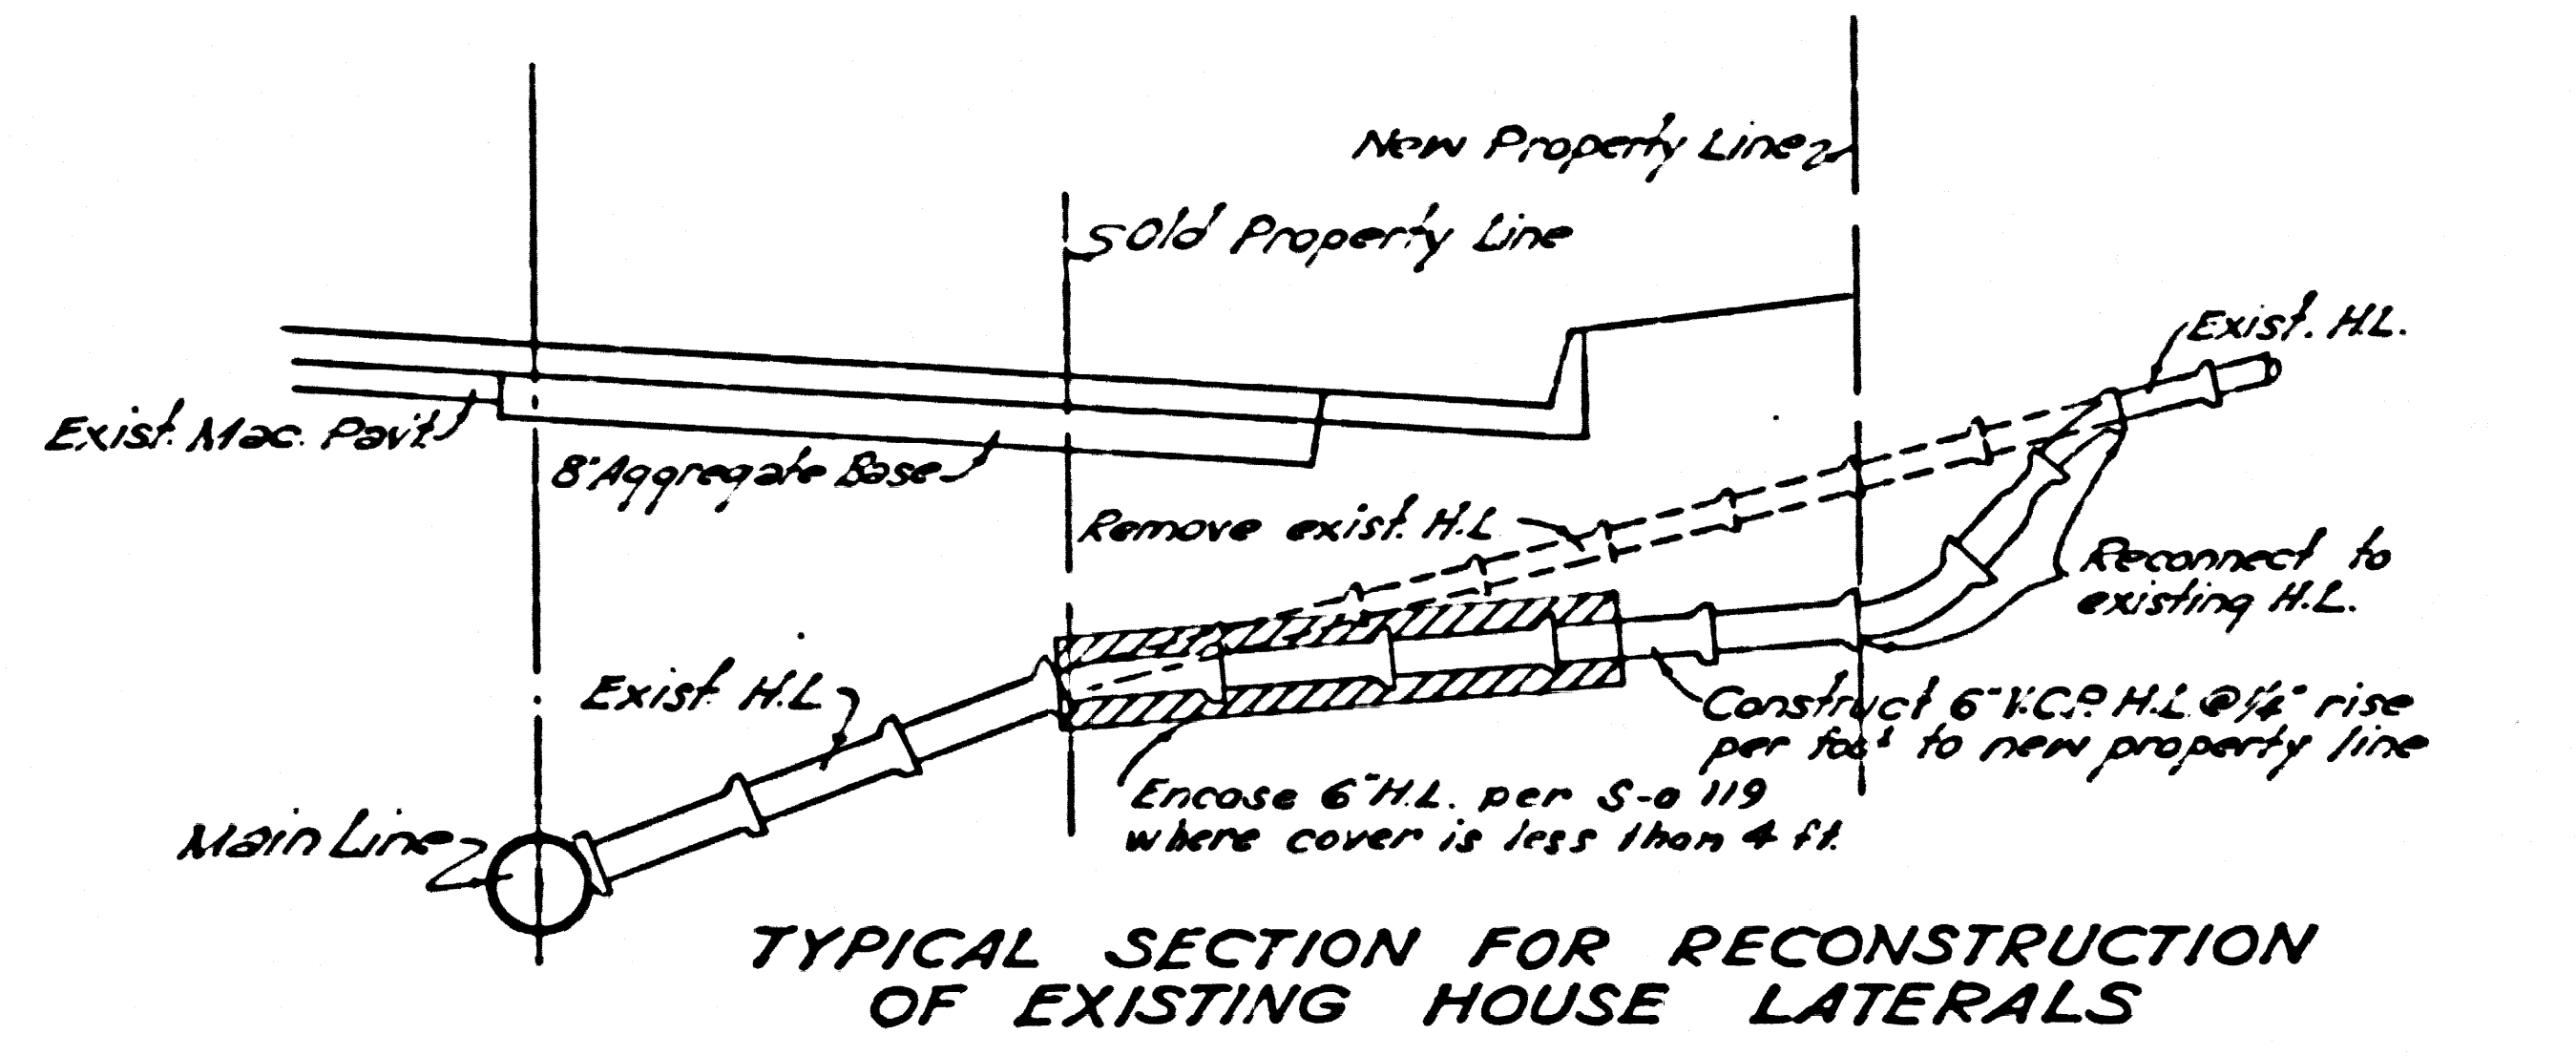 New Property Line
Old Property Line
Exist. H.L.
Exist. Mac. Pav't.
8" Aggregate Base
Remove exist. H.L.
Reconnect to
existing H.L.
Exist. H.L.
Construct 6" V.C.P. H.L. @ 1/4" rise
per foot to new property line
Encase 6" H.L. per S-a 119
where cover is less than 4 ft.
Main Line
TYPICAL SECTION FOR RECONSTRUCTION
OF EXISTING HOUSE LATERALS